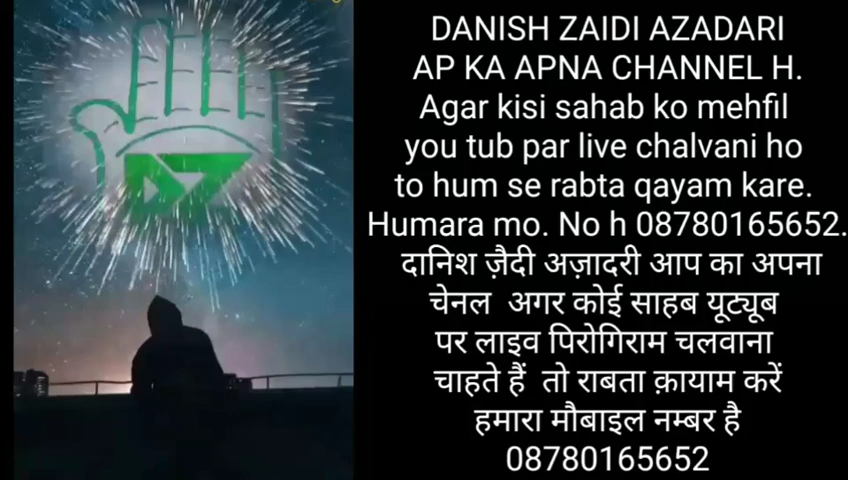 DZ
DANISH ZAIDI AZADARI
AP KA APNA CHANNEL H.
Agar kisi sahab ko mehfil
you tub par live chalvani ho
to hum se rabta qayam kare.
Humara mo. No h 08780165652.
दानिश ज़ैदी अज़ादरी आप का अपना
चेनल अगर कोई साहब यूट्यूब
पर लाइव पिरोगिराम चलवाना
चाहते हैं तो राबता क़ायाम करें
हमारा मौबाइल नम्बर है
08780165652